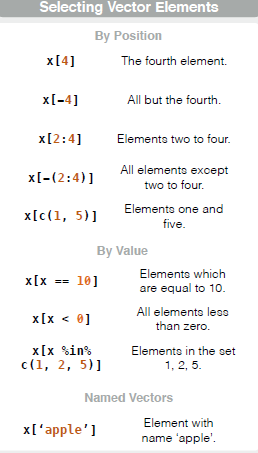 Selecting Vector Elements
By Position
x[4] The fourth element.
x[-4] All but the fourth.
x[2:4] Elements two to four.
x[-(2:4)] All elements except
two to four.
x[c(1, 5)] Elements one and
five.
By Value
x[x == 10] Elements which
are equal to 10.
x[x < 0] All elements less
than zero.
x[x %in%
c(1, 2, 5)] Elements in the set
1, 2, 5.
Named Vectors
x[‘apple’] Element with
name ‘apple’.